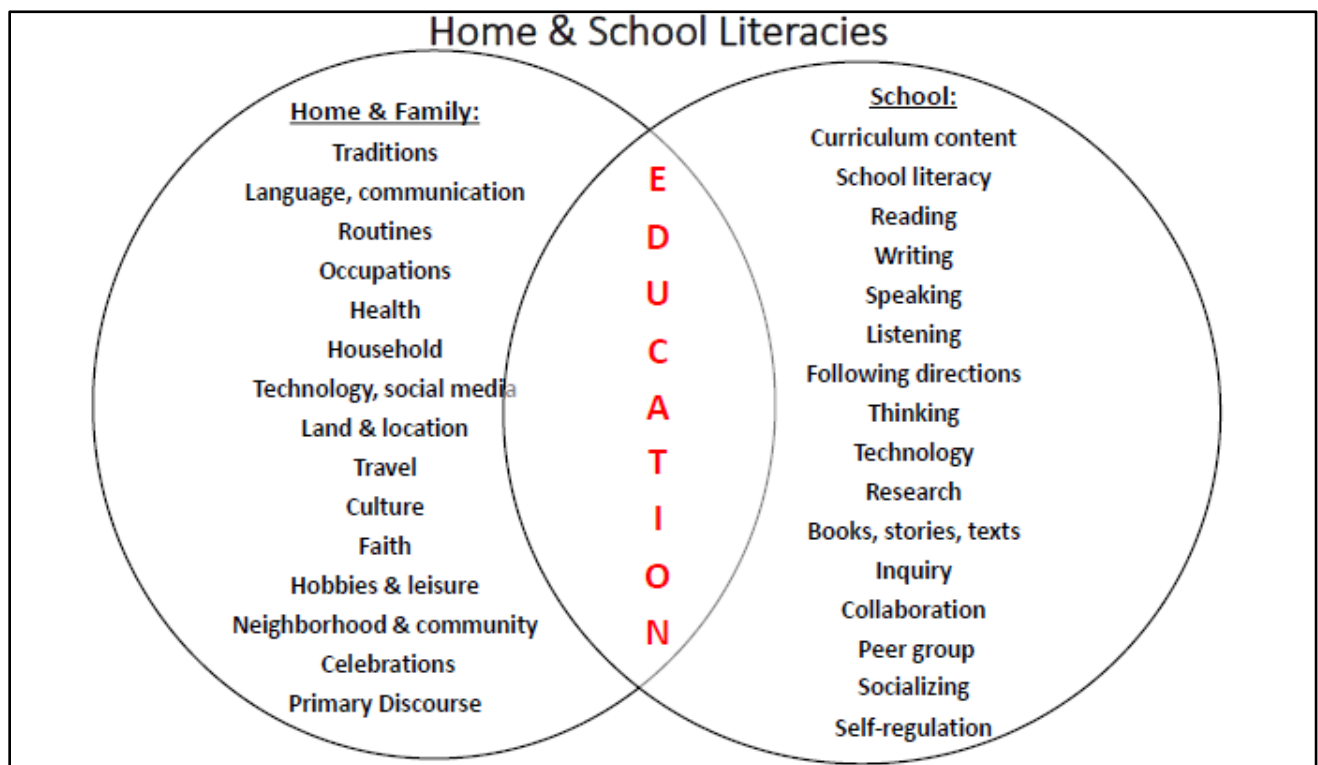 Home & School Literacies
Home & Family:
Traditions
Language, communication
Routines
Occupations
Health
Household
Technology, social media
Land & location
Travel
Culture
Faith
Hobbies & leisure
Neighborhood & community
Celebrations
Primary Discourse
E
D
U
C
A
T
I
O
N
School:
Curriculum content
School literacy
Reading
Writing
Speaking
Listening
Following directions
Thinking
Technology
Research
Books, stories, texts
Inquiry
Collaboration
Peer group
Socializing
Self-regulation